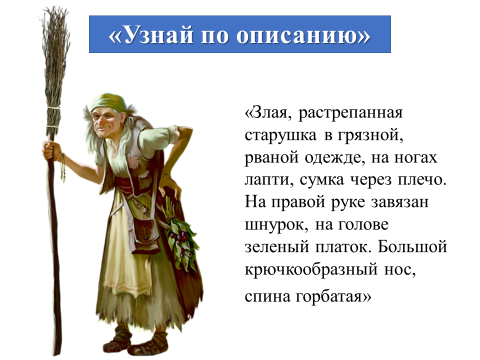 «Узнай по описанию»
«Злая, растрепанная
старушка в грязной,
рваной одежде, на ногах
лапти, сумка через плечо.
На правой руке завязан
шнурок, на голове
зеленый платок. Большой
крючкообразный нос,
спина горбатая»